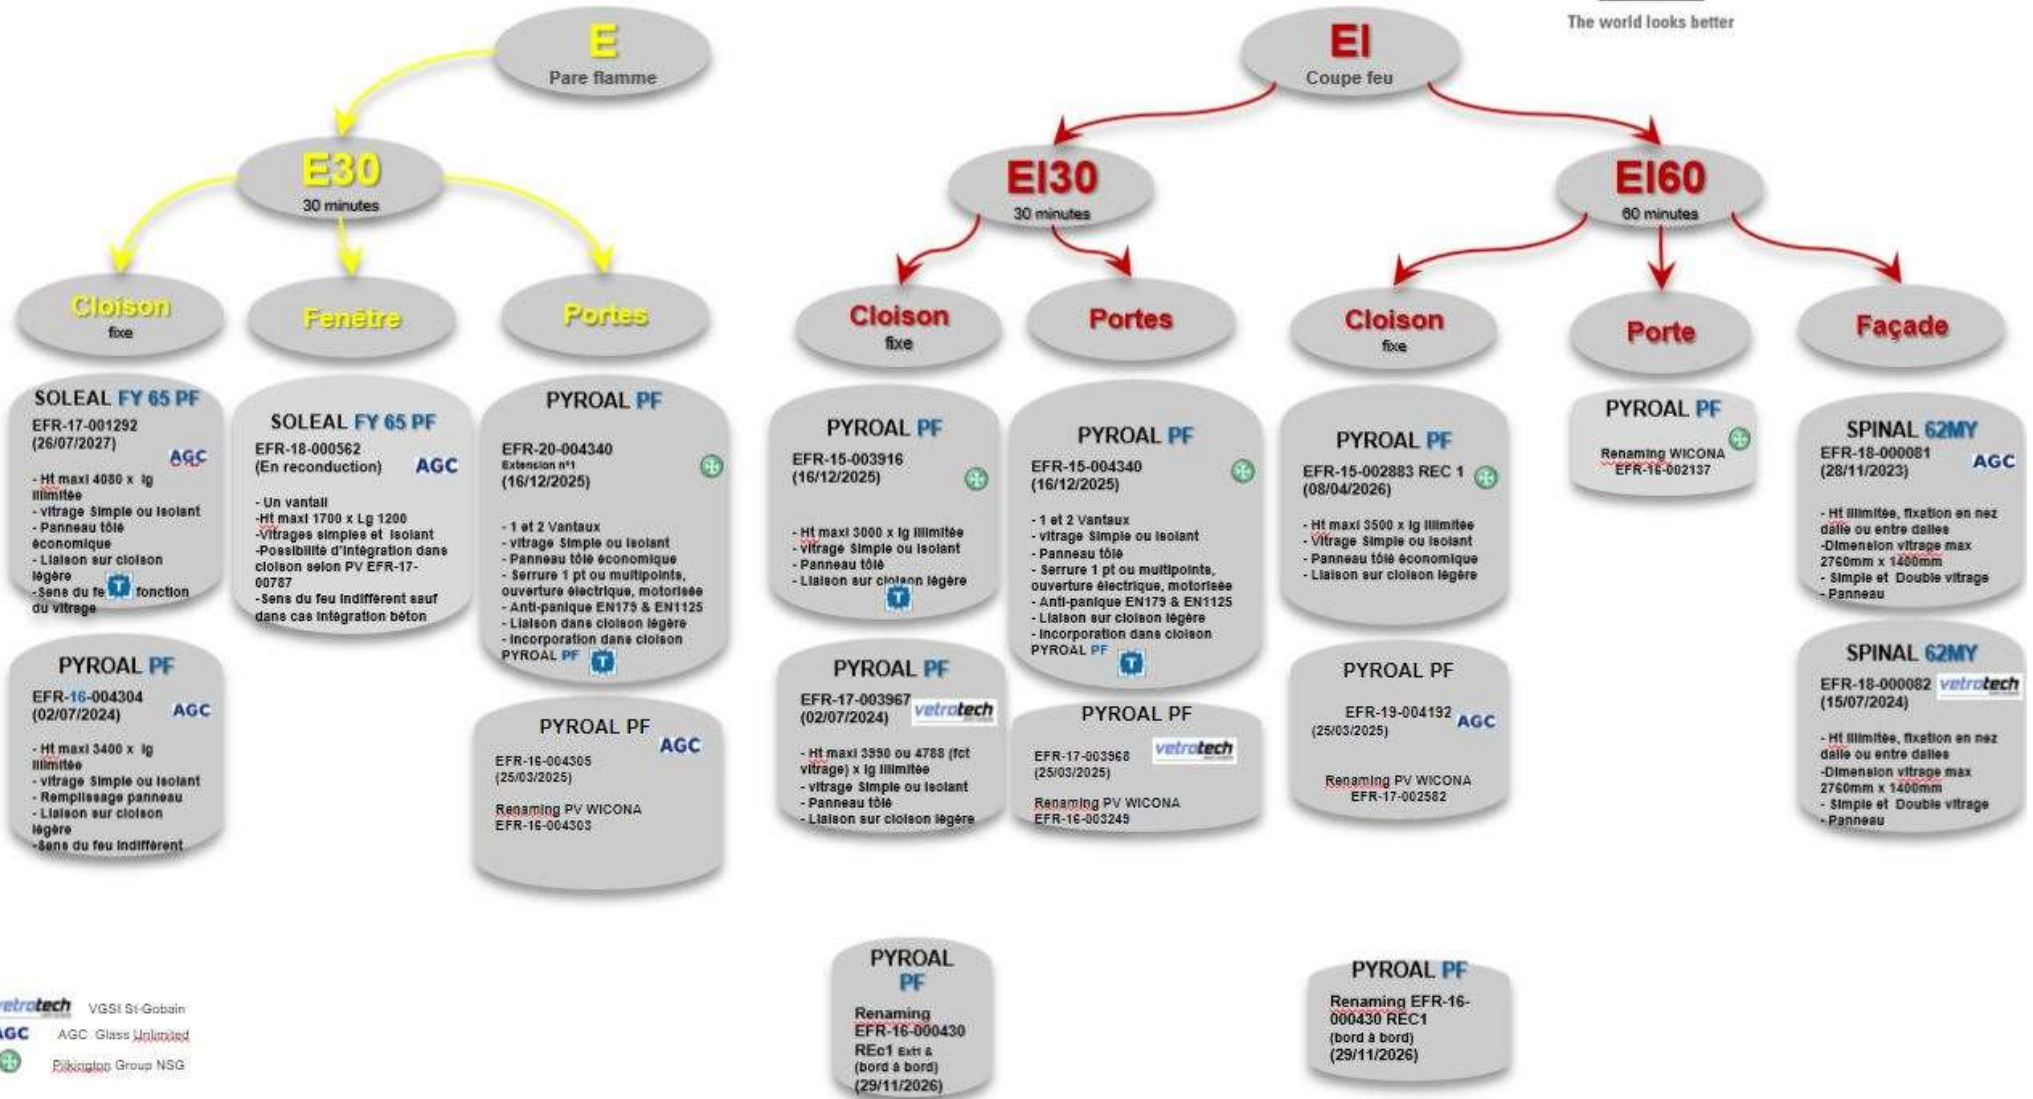 The world looks better
E
Pare flamme
EI
Coupe feu
E30
30 minutes
EI30
30 minutes
EI60
60 minutes
Cloison
fixe
Fenêtre
Portes
Cloison
fixe
Portes
Cloison
fixe
Porte
Façade
SOLEAL FY 65 PF
EFR-17-001292
(26/07/2027)
AGC
- Ht maxi 4080 x lg
illimitée
- vitrage Simple ou Isolant
- Panneau tôlé
économique
- Liaison sur cloison
légère
-Sens du fe T fonction
du vitrage
PYROAL PF
EFR-16-004304
(02/07/2024)
AGC
- Ht maxi 3400 x lg
illimitée
- vitrage Simple ou Isolant
- Remplissage panneau
- Liaison sur cloison
légère
-Sens du feu Indifférent
SOLEAL FY 65 PF
EFR-18-000562
(En reconduction)
AGC
- Un vantail
-Ht maxi 1700 x Lg 1200
-Vitrages simples et Isolant
-Possibilité d'intégration dans
cloison selon PV EFR-17-
00787
-Sens du feu Indifférent sauf
dans cas Intégration béton
PYROAL PF
EFR-20-004340
Extension n°1
(16/12/2025)
- 1 et 2 Vantaux
- vitrage Simple ou Isolant
- Panneau tôlé économique
- Serrure 1 pt ou multipoints,
ouverture électrique, motorisée
- Anti-panique EN179 & EN1125
- Liaison dans cloison légère
- Incorporation dans cloison
PYROAL PF T
PYROAL PF
AGC
EFR-16-004305
(25/03/2025)
Renaming PV WICONA
EFR-16-004303
PYROAL PF
EFR-15-003916
(16/12/2025)
- Ht maxi 3000 x lg illimitée
- vitrage Simple ou Isolant
- Panneau tôlé
- Liaison sur cloison légère
T
PYROAL PF
EFR-17-003967
(02/07/2024)
vetrotech
- Ht maxi 3990 ou 4788 (fct
vitrage) x lg illimitée
- vitrage Simple ou Isolant
- Panneau tôlé
- Liaison sur cloison légère
PYROAL PF
EFR-15-004340
(16/12/2025)
- 1 et 2 Vantaux
- vitrage Simple ou Isolant
- Panneau tôlé
- Serrure 1 pt ou multipoints,
ouverture électrique, motorisée
- Anti-panique EN179 & EN1125
- Liaison sur cloison légère
- Incorporation dans cloison
PYROAL PF T
PYROAL PF
EFR-17-003968
(25/03/2025)
vetrotech
Renaming PV WICONA
EFR-16-003249
PYROAL PF
EFR-15-002883 REC 1
(08/04/2026)
- Ht maxi 3500 x lg illimitée
- Vitrage Simple ou Isolant
- Panneau tôlé économique
- Liaison sur cloison légère
PYROAL PF
EFR-19-004192
(25/03/2025)
AGC
Renaming PV WICONA
EFR-17-002582
PYROAL PF
Renaming WICONA
EFR-16-002137
SPINAL 62MY
EFR-18-000081
(28/11/2023)
AGC
- Ht illimitée, fixation en nez
dalle ou entre dalles
-Dimension vitrage max
2760mm x 1400mm
- Simple et Double vitrage
- Panneau
SPINAL 62MY
EFR-18-000082
(15/07/2024)
vetrotech
- Ht illimitée, fixation en nez
dalle ou entre dalles
-Dimension vitrage max
2760mm x 1400mm
- Simple et Double vitrage
- Panneau
PYROAL
PF
Renaming
EFR-16-000430
REc1 Ext1 &
(bord à bord)
(29/11/2026)
PYROAL PF
Renaming EFR-16-
000430 REC1
(bord à bord)
(29/11/2026)
vetrotech VGSI St-Gobain
AGC AGC Glass Unlimited
Pilkington Group NSG